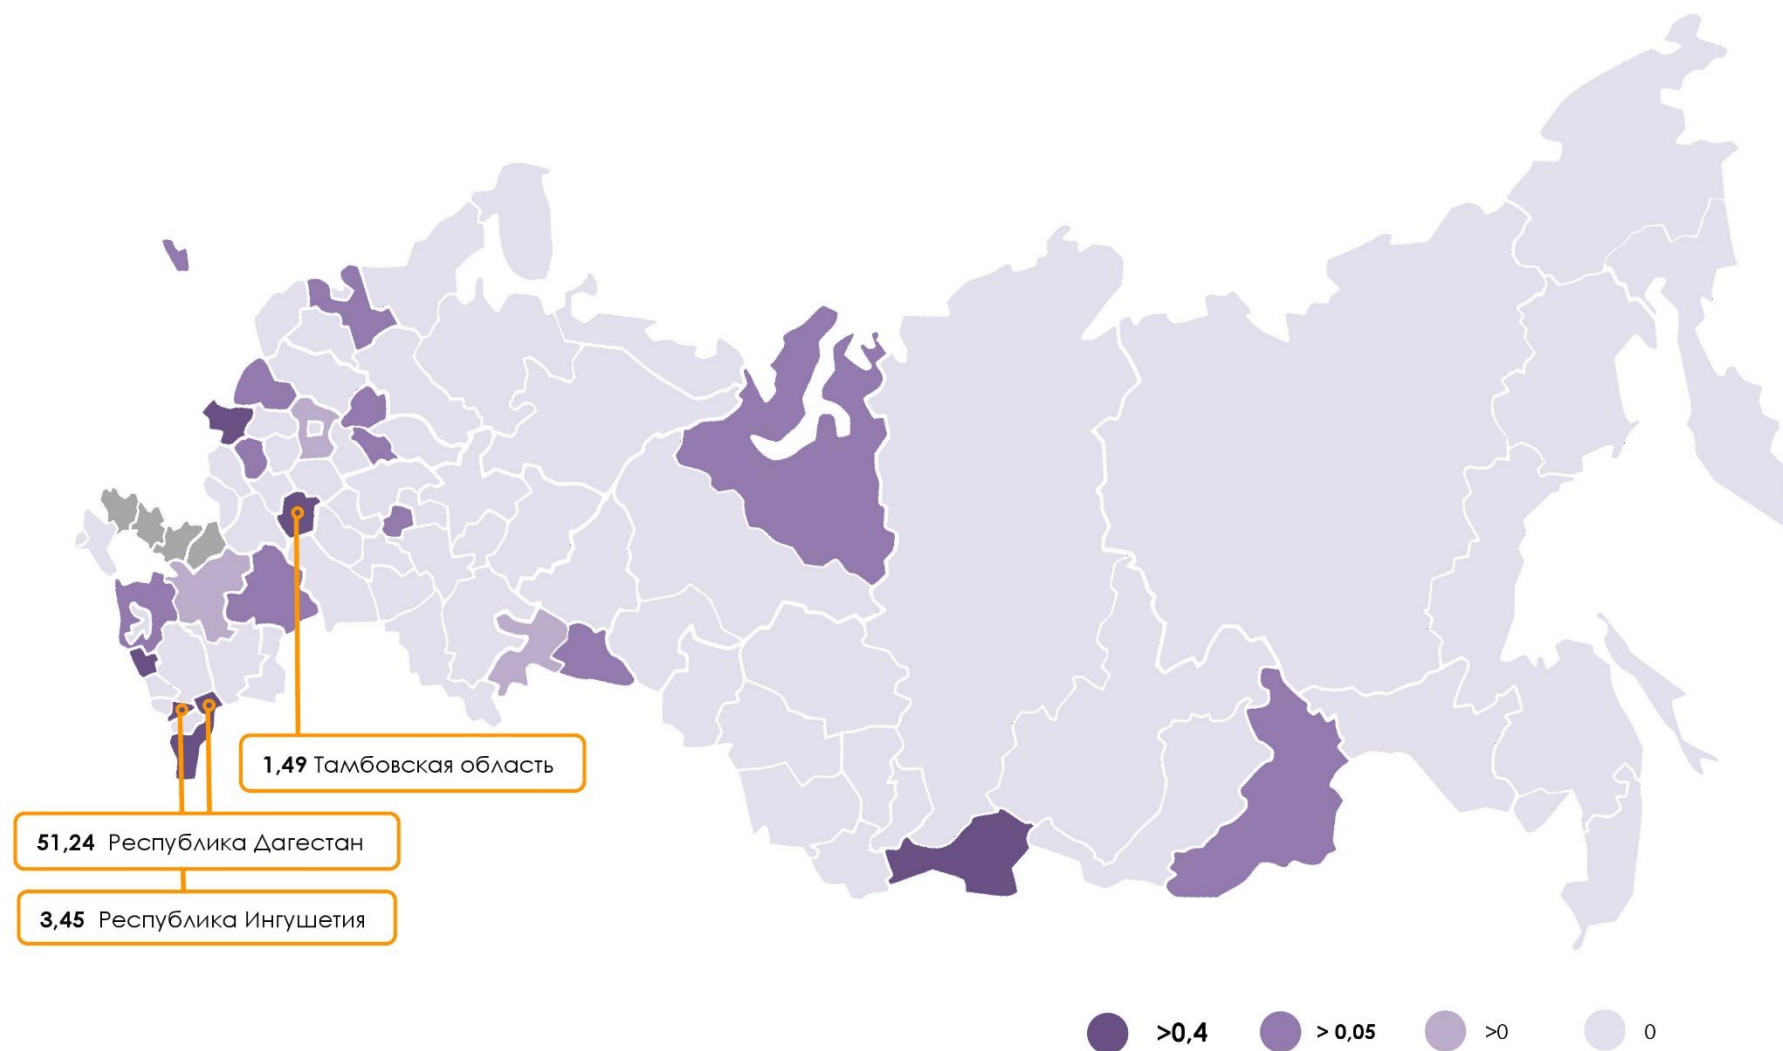 1,49 Тамбовская область
51,24 Республика Дагестан
3,45 Республика Ингушетия
>0,4 > 0,05 >0 0